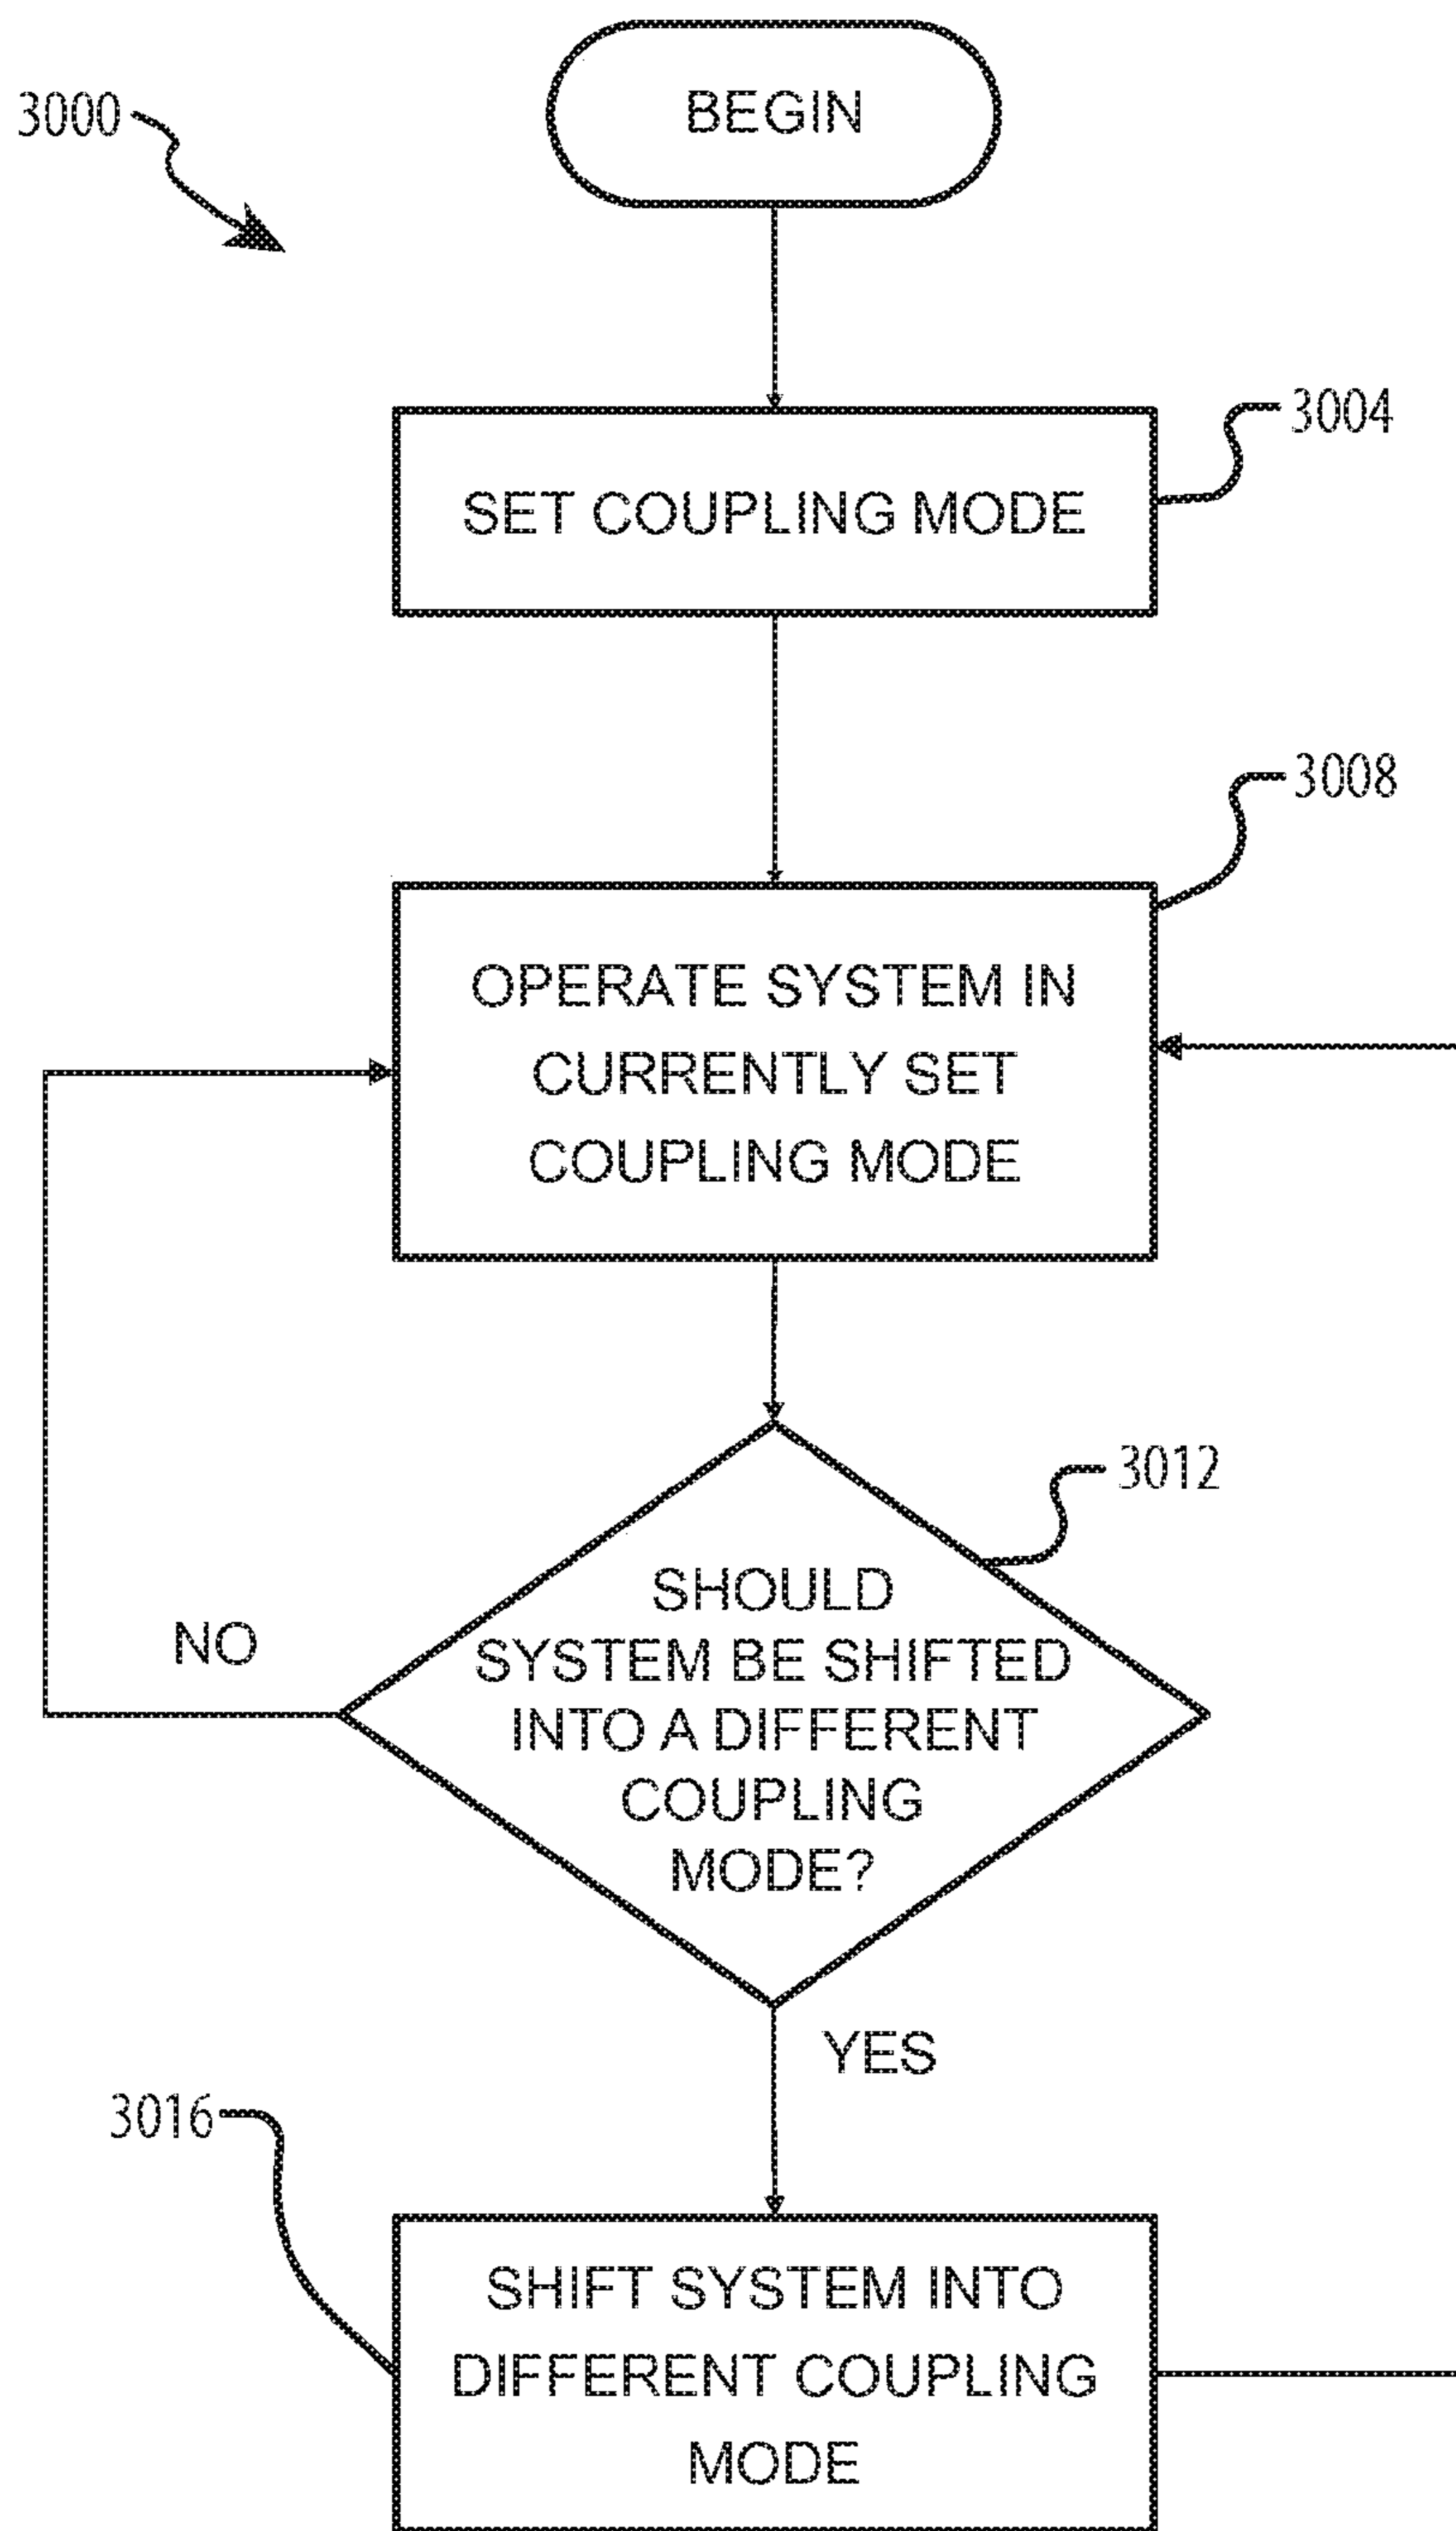 3000
BEGIN
3004
SET COUPLING MODE
3008
OPERATE SYSTEM IN
CURRENTLY SET
COUPLING MODE
3012
SHOULD
SYSTEM BE SHIFTED
INTO A DIFFERENT
COUPLING
MODE?
NO
YES
3016
SHIFT SYSTEM INTO
DIFFERENT COUPLING
MODE